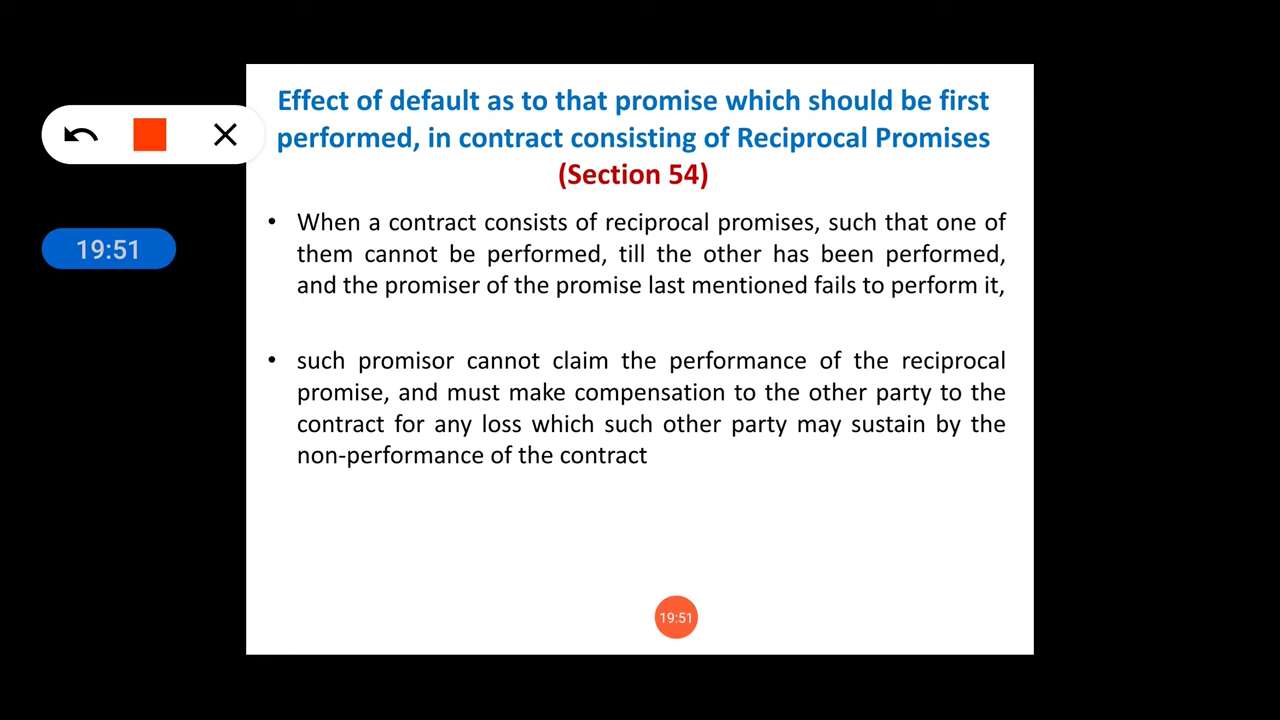 Effect of default as to that promise which should be first
performed, in contract consisting of Reciprocal Promises
(Section 54)
19:51
• When a contract consists of reciprocal promises, such that one of
them cannot be performed, till the other has been performed,
and the promiser of the promise last mentioned fails to perform it,
• such promisor cannot claim the performance of the reciprocal
promise, and must make compensation to the other party to the
contract for any loss which such other party may sustain by the
non-performance of the contract
19:51